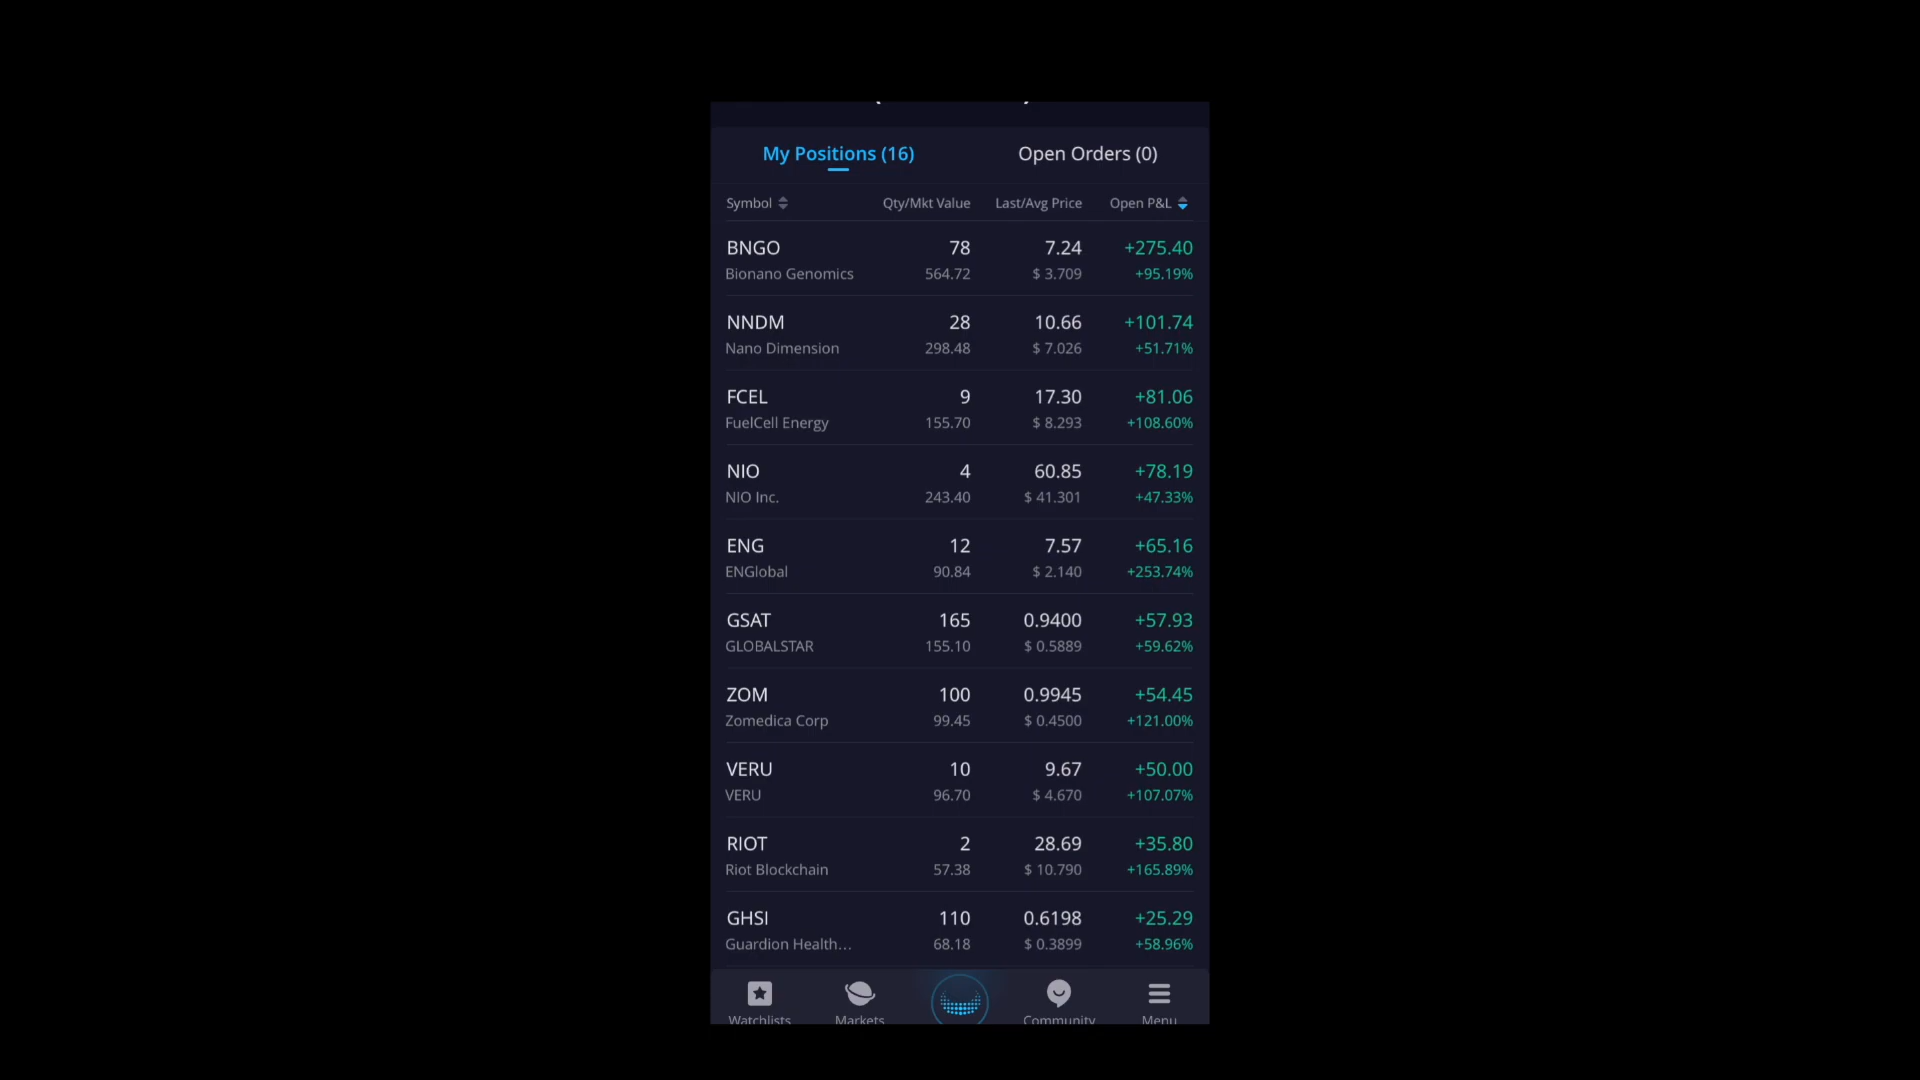 My Positions (16) Open Orders (0)
Symbol Qty/Mkt Value Last/Avg Price Open P&L
BNGO 78 7.24 +275.40
Bionano Genomics 564.72 $ 3.709 +95.19%
NNDM 28 10.66 +101.74
Nano Dimension 298.48 $ 7.026 +51.71%
FCEL 9 17.30 +81.06
FuelCell Energy 155.70 $ 8.293 +108.60%
NIO 4 60.85 +78.19
NIO Inc. 243.40 $ 41.301 +47.33%
ENG 12 7.57 +65.16
ENGlobal 90.84 $ 2.140 +253.74%
GSAT 165 0.9400 +57.93
GLOBALSTAR 155.10 $ 0.5889 +59.62%
ZOM 100 0.9945 +54.45
Zomedica Corp 99.45 $ 0.4500 +121.00%
VERU 10 9.67 +50.00
VERU 96.70 $ 4.670 +107.07%
RIOT 2 28.69 +35.80
Riot Blockchain 57.38 $ 10.790 +165.89%
GHSI 110 0.6198 +25.29
Guardion Health... 68.18 $ 0.3899 +58.96%
Watchlists Markets Community Menu